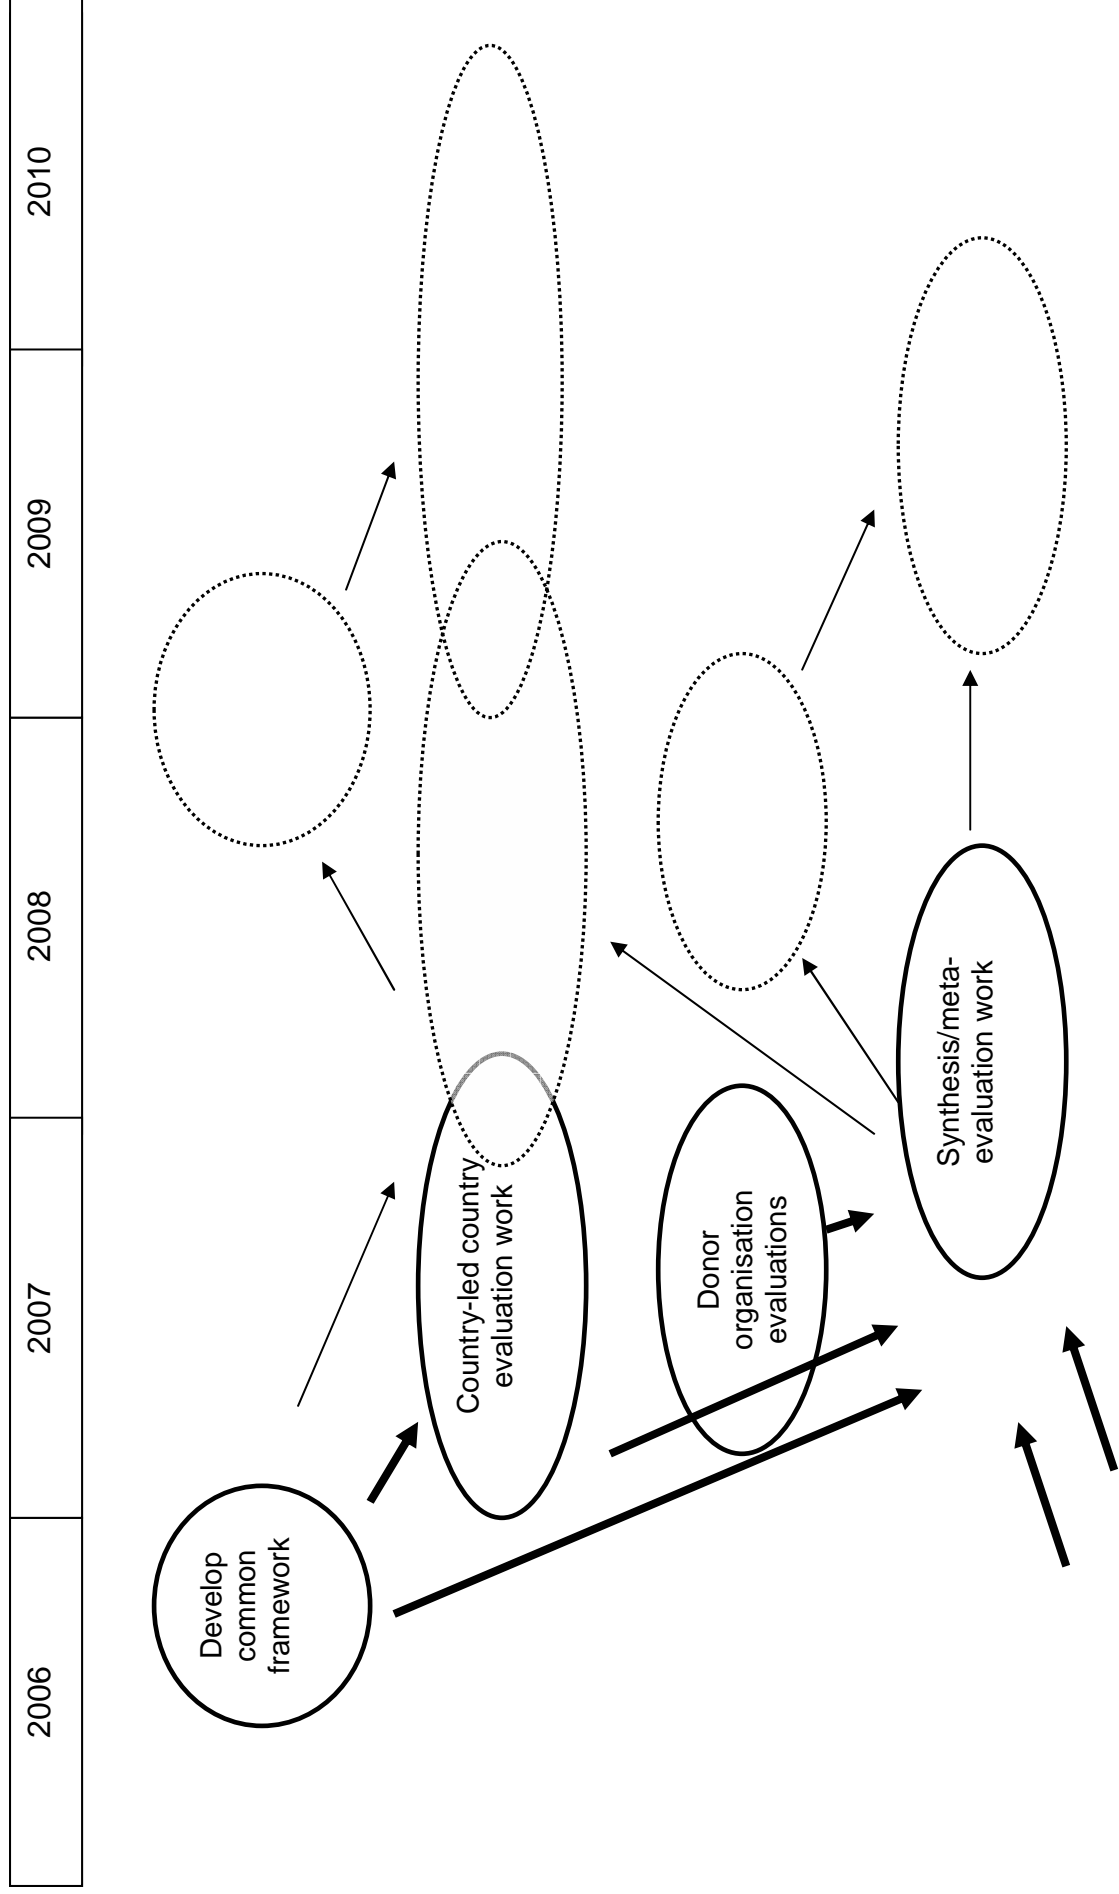 2006
2007
2008
2009
2010
Develop
common
framework
Country-led country
evaluation work
Donor
organisation
evaluations
Synthesis/meta-
evaluation work